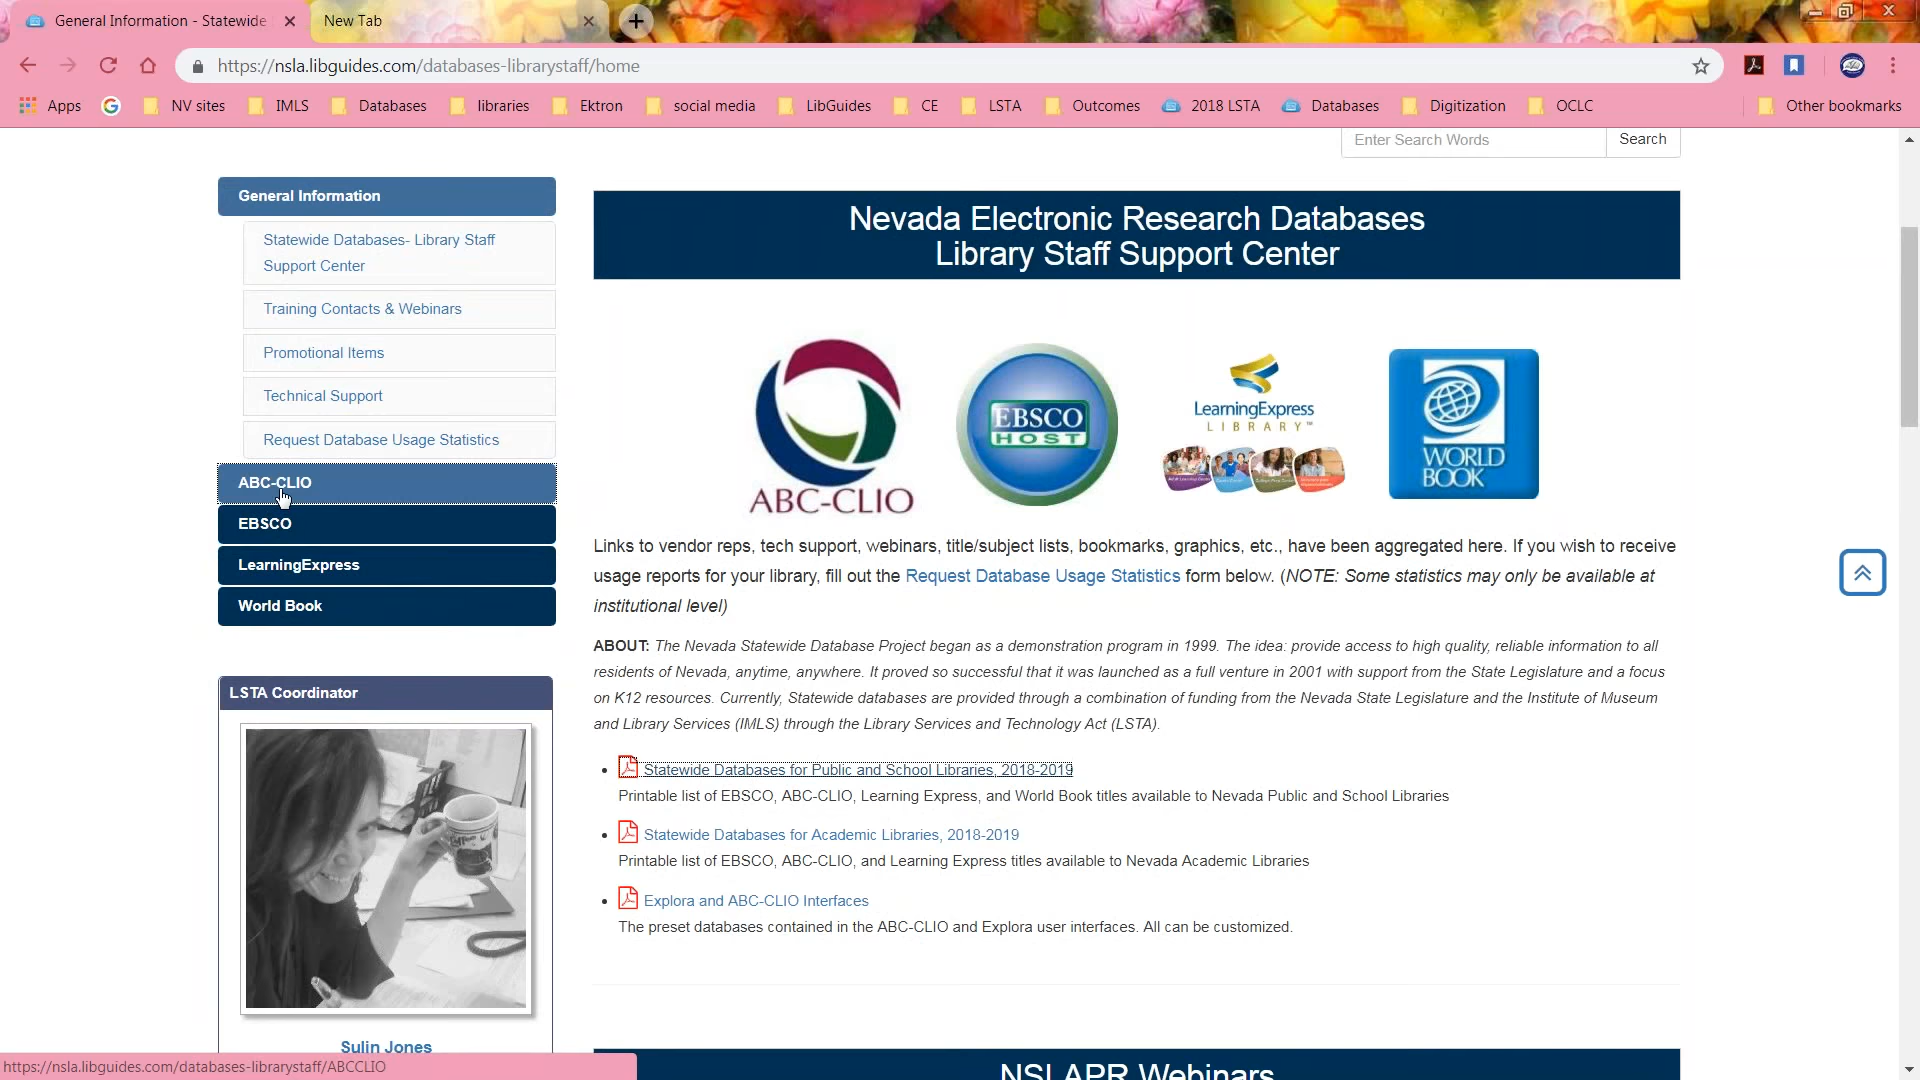 General Information - Statewide
New Tab
https://nsla.libguides.com/databases-librarystaff/home
Apps
NV sites
IMLS
Databases
libraries
Ektron
social media
LibGuides
CE
LSTA
Outcomes
2018 LSTA
Databases
Digitization
OCLC
Other bookmarks
Enter Search Words
Search
General Information
Statewide Databases- Library Staff
Support Center
Training Contacts & Webinars
Promotional Items
Technical Support
Request Database Usage Statistics
ABC-CLIO
EBSCO
LearningExpress
World Book
LSTA Coordinator
Sulin Jones
Nevada Electronic Research Databases
Library Staff Support Center
ABC-CLIO
EBSCO
HOST
LearningExpress
LIBRARY™
WORLD
BOOK
Links to vendor reps, tech support, webinars, title/subject lists, bookmarks, graphics, etc., have been aggregated here. If you wish to receive
usage reports for your library, fill out the Request Database Usage Statistics form below. (NOTE: Some statistics may only be available at
institutional level)
ABOUT: The Nevada Statewide Database Project began as a demonstration program in 1999. The idea: provide access to high quality, reliable information to all
residents of Nevada, anytime, anywhere. It proved so successful that it was launched as a full venture in 2001 with support from the State Legislature and a focus
on K12 resources. Currently, Statewide databases are provided through a combination of funding from the Nevada State Legislature and the Institute of Museum
and Library Services (IMLS) through the Library Services and Technology Act (LSTA).
Statewide Databases for Public and School Libraries, 2018-2019
Printable list of EBSCO, ABC-CLIO, Learning Express, and World Book titles available to Nevada Public and School Libraries
Statewide Databases for Academic Libraries, 2018-2019
Printable list of EBSCO, ABC-CLIO, and Learning Express titles available to Nevada Academic Libraries
Explora and ABC-CLIO Interfaces
The preset databases contained in the ABC-CLIO and Explora user interfaces. All can be customized.
NSLAPR Webinars
https://nsla.libguides.com/databases-librarystaff/ABCCLIO